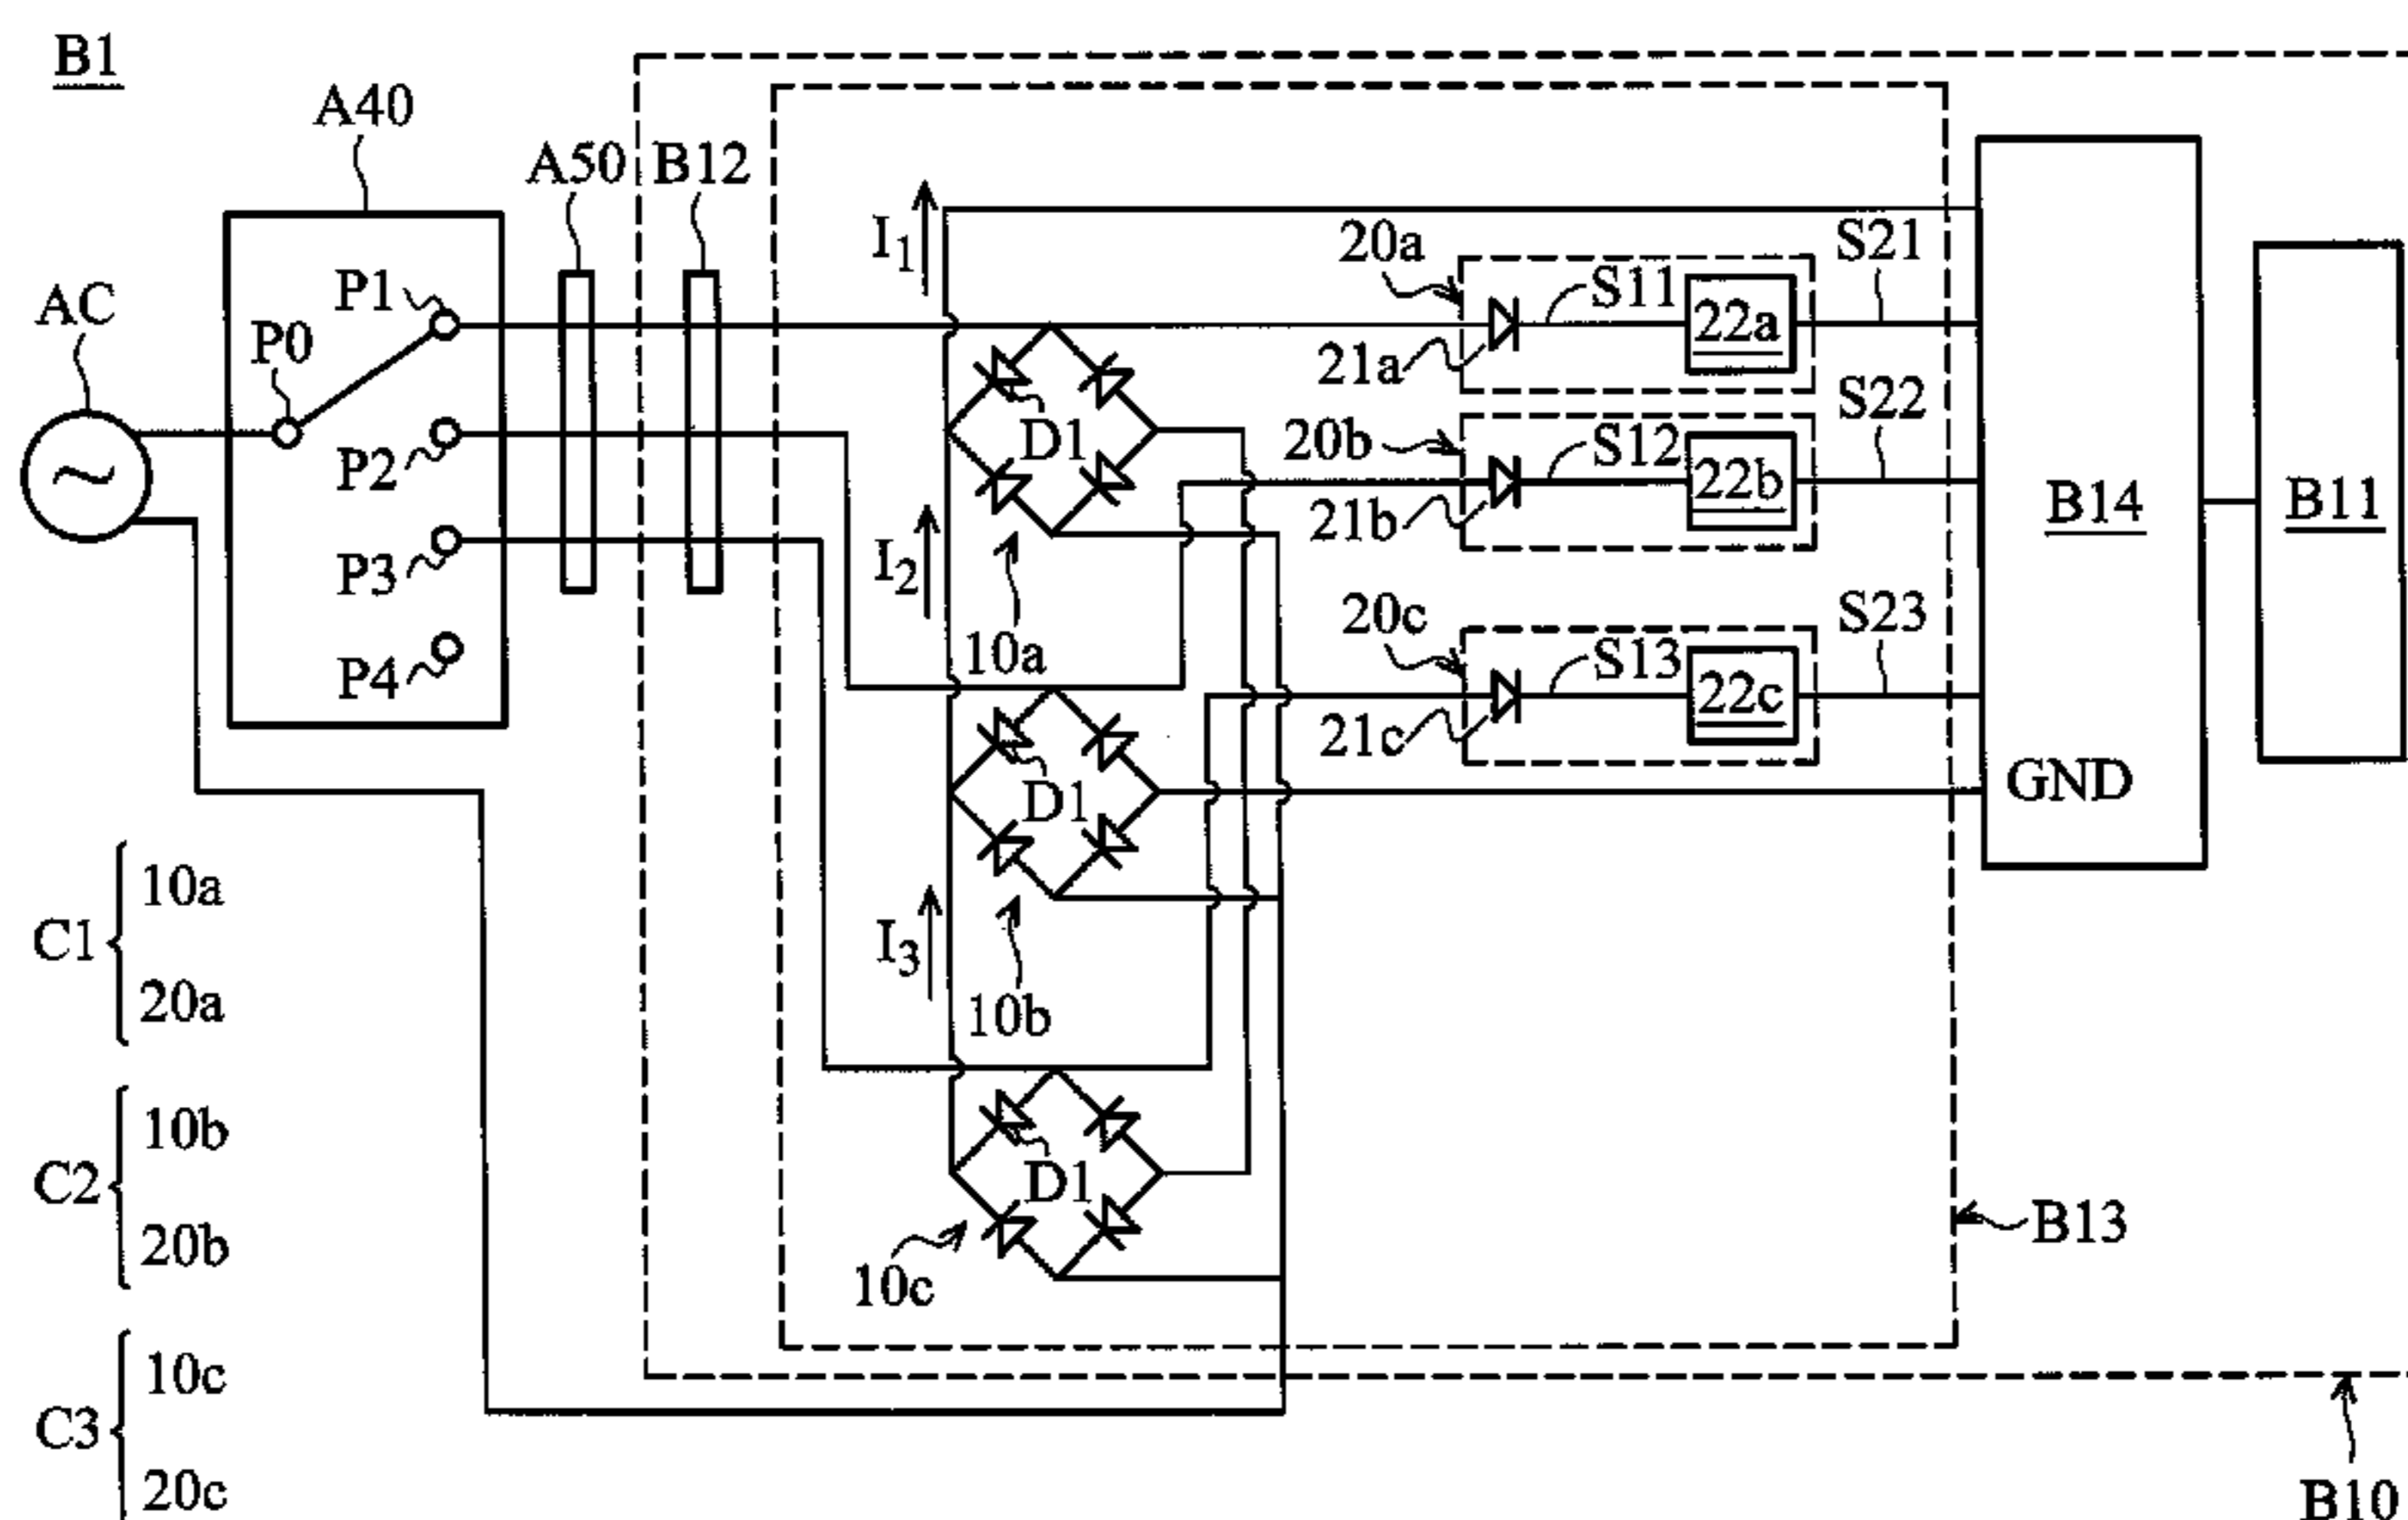 B1
A40
A50
B12
AC
P0
P1
P2
P3
P4
I1
I2
I3
D1
10a
D1
10b
D1
10c
20a
21a
S11
22a
S21
20b
21b
S12
22b
S22
20c
21c
S13
22c
S23
B14
GND
B11
B13
B10
C1
10a
20a
C2
10b
20b
C3
10c
20c